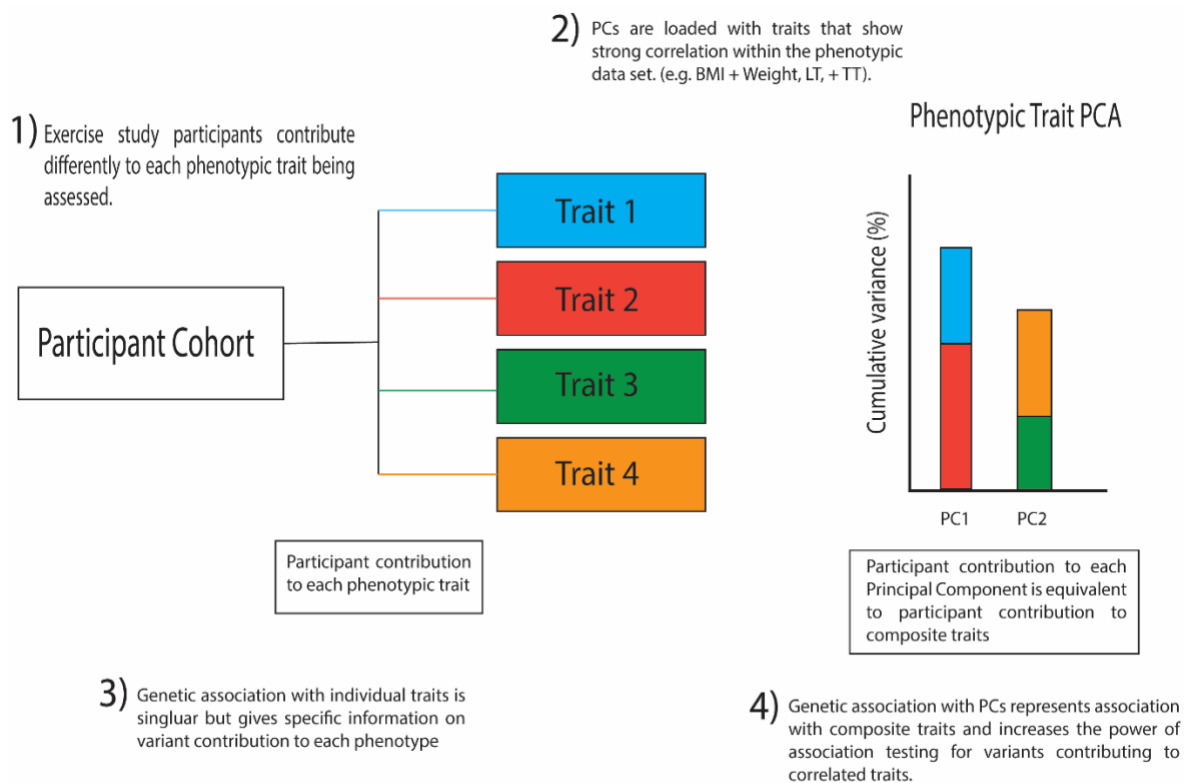 1) Exercise study participants contribute
differently to each phenotypic trait being
assessed.
2) PCs are loaded with traits that show
strong correlation within the phenotypic
data set. (e.g. BMI + Weight, LT, + TT).
Participant Cohort
Trait 1
Trait 2
Trait 3
Trait 4
Participant contribution
to each phenotypic trait
Phenotypic Trait PCA
Cumulative variance (%)
PC1 PC2
Participant contribution to each
Principal Component is equivalent
to participant contribution to
composite traits
3) Genetic association with individual traits is
singluar but gives specific information on
variant contribution to each phenotype
4) Genetic association with PCs represents association
with composite traits and increases the power of
association testing for variants contributing to
correlated traits.